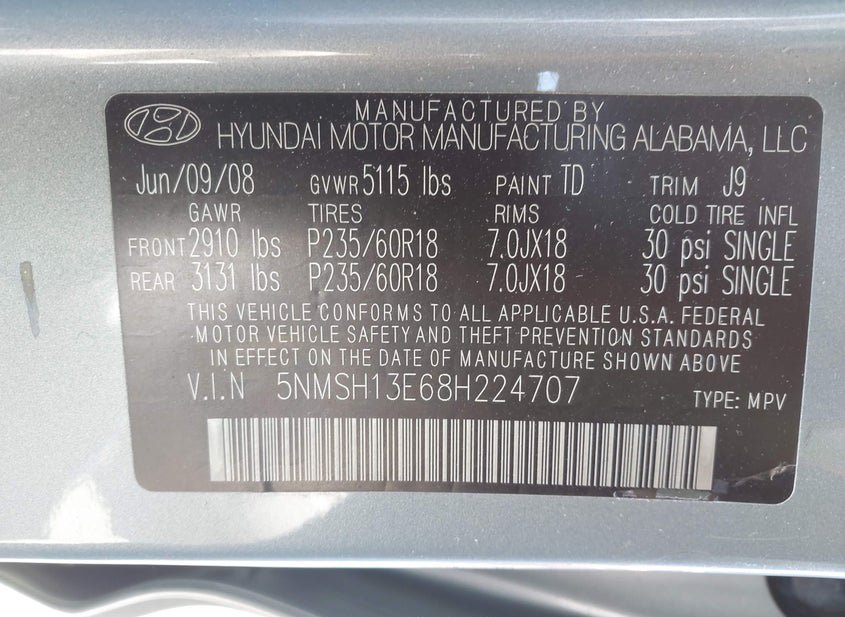 MANUFACTURED BY
HYUNDAI MOTOR MANUFACTURING ALABAMA, LLC
Jun/09/08 GVWR 5115 lbs PAINT TD TRIM J9
GAWR TIRES RIMS COLD TIRE INFL
FRONT 2910 lbs P235/60R18 7.0JX18 30 psi SINGLE
REAR 3131 lbs P235/60R18 7.0JX18 30 psi SINGLE
THIS VEHICLE CONFORMS TO ALL APPLICABLE U.S.A. FEDERAL
MOTOR VEHICLE SAFETY AND THEFT PREVENTION STANDARDS
IN EFFECT ON THE DATE OF MANUFACTURE SHOWN ABOVE
V.I.N 5NMSH13E68H224707 TYPE: MPV